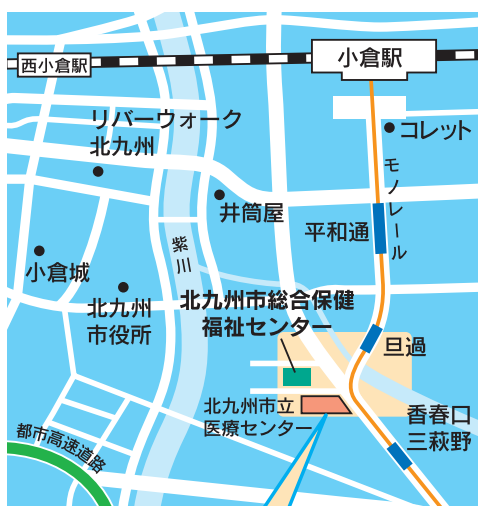 小倉駅
西小倉駅
リバーウォーク
北九州
コレット
モノレール
井筒屋
平和通
紫川
小倉城
北九州
市役所
北九州市総合保健
福祉センター
旦過
北九州市立
医療センター
香春口
三萩野
都市高速道路